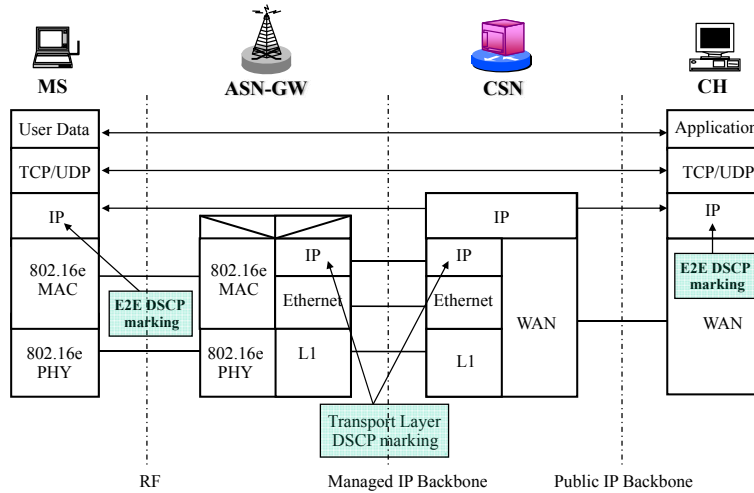 MS
ASN-GW
CSN
CH
User Data
Application
TCP/UDP
TCP/UDP
IP
IP
IP
802.16e
MAC
802.16e
MAC
IP
IP
E2E DSCP
marking
E2E DSCP
marking
Ethernet
Ethernet
WAN
WAN
802.16e
PHY
802.16e
PHY
L1
L1
Transport Layer
DSCP marking
RF
Managed IP Backbone
Public IP Backbone